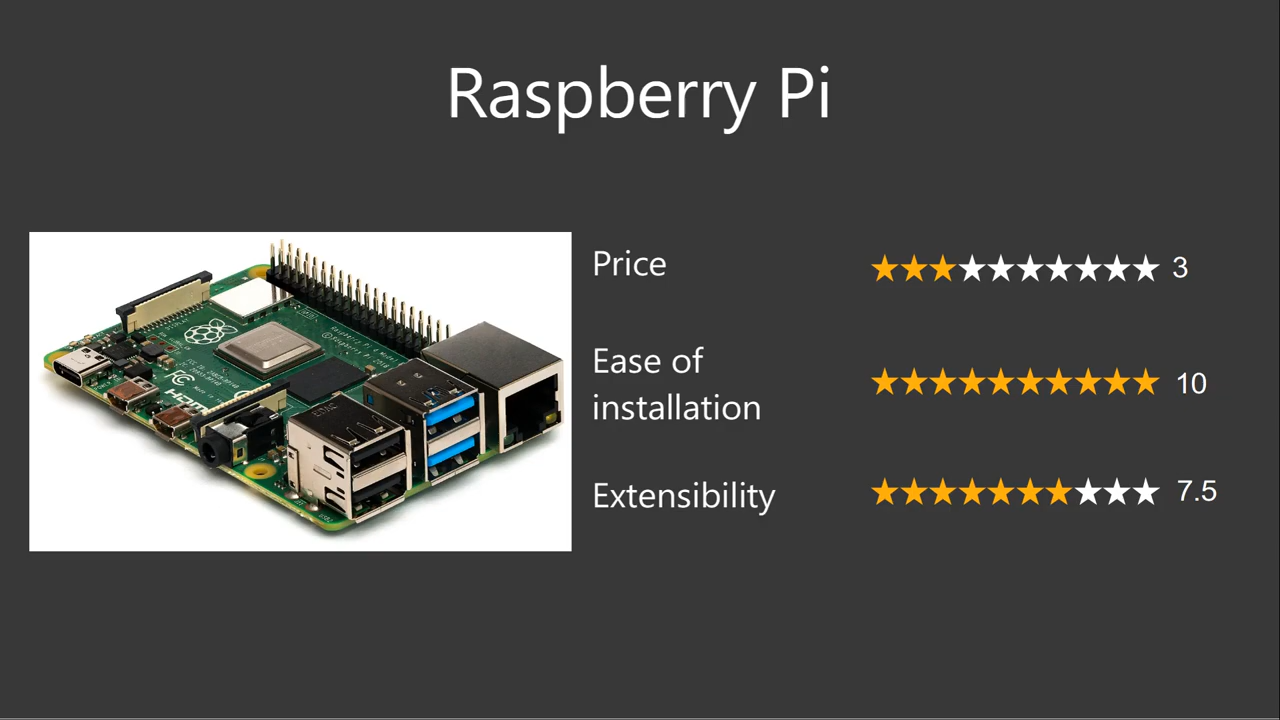 Raspberry Pi
Price
3
Ease of
installation
10
Extensibility
7.5